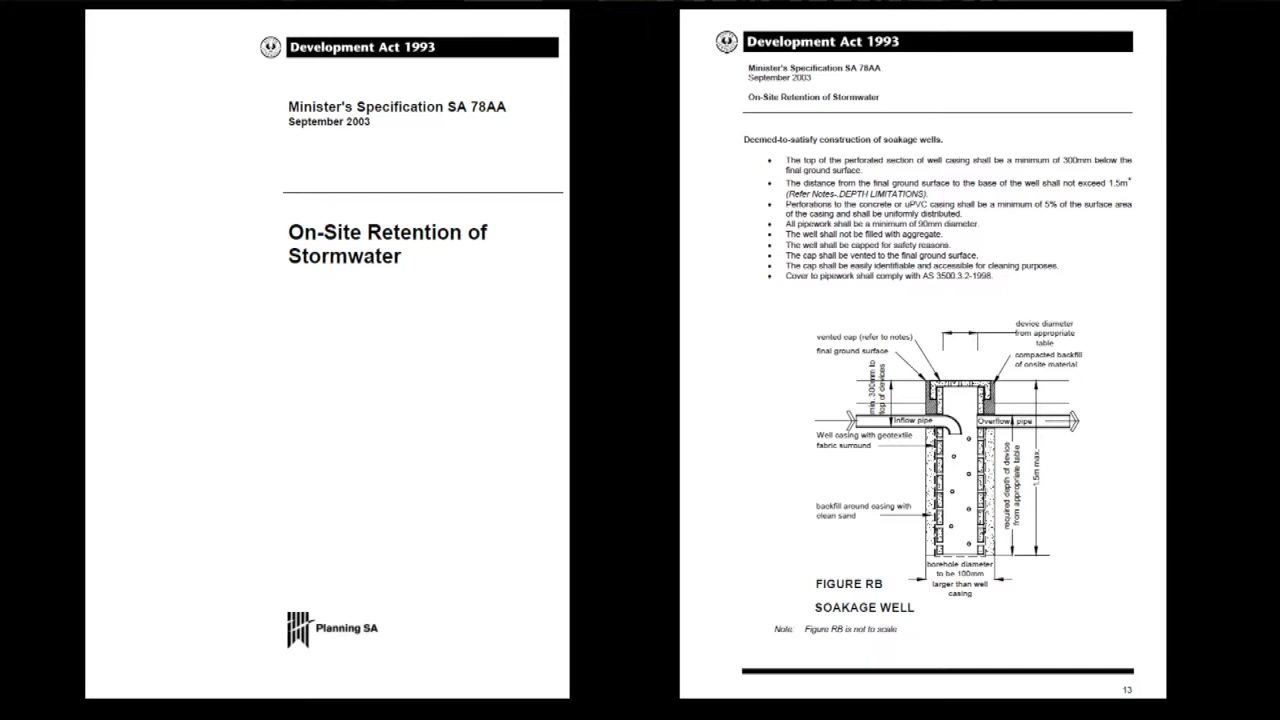 Development Act 1993
Minister's Specification SA 78AA
September 2003
On-Site Retention of
Stormwater
Planning SA
Development Act 1993
Minister's Specification SA 78AA
September 2003
On-Site Retention of Stormwater
Deemed-to-satisfy construction of soakage wells.
• The top of the perforated section of well casing shall be a minimum of 300mm below the
final ground surface.
• The distance from the final ground surface to the base of the well shall not exceed 1.5m*
(Refer Notes-.DEPTH LIMITATIONS).
• Perforations to the concrete or uPVC casing shall be a minimum of 5% of the surface area
of the casing and shall be uniformly distributed.
• All pipework shall be a minimum of 90mm diameter.
• The well shall not be filled with aggregate.
• The well shall be capped for safety reasons.
• The cap shall be vented to the final ground surface.
• The cap shall be easily identifiable and accessible for cleaning purposes.
• Cover to pipework shall comply with AS 3500.3.2-1998.
device diameter
from appropriate
table
vented cap (refer to notes)
final ground surface
compacted backfill
of onsite material
min. 300mm to
top of devices
Inflow pipe
Overflow pipe
Well casing with geotextile
fabric surround
required depth of device
from appropriate table
1.5m max.
backfill around casing with
clean sand
borehole diameter
to be 100mm
larger than well
casing
FIGURE RB
SOAKAGE WELL
Note: Figure RB is not to scale
13